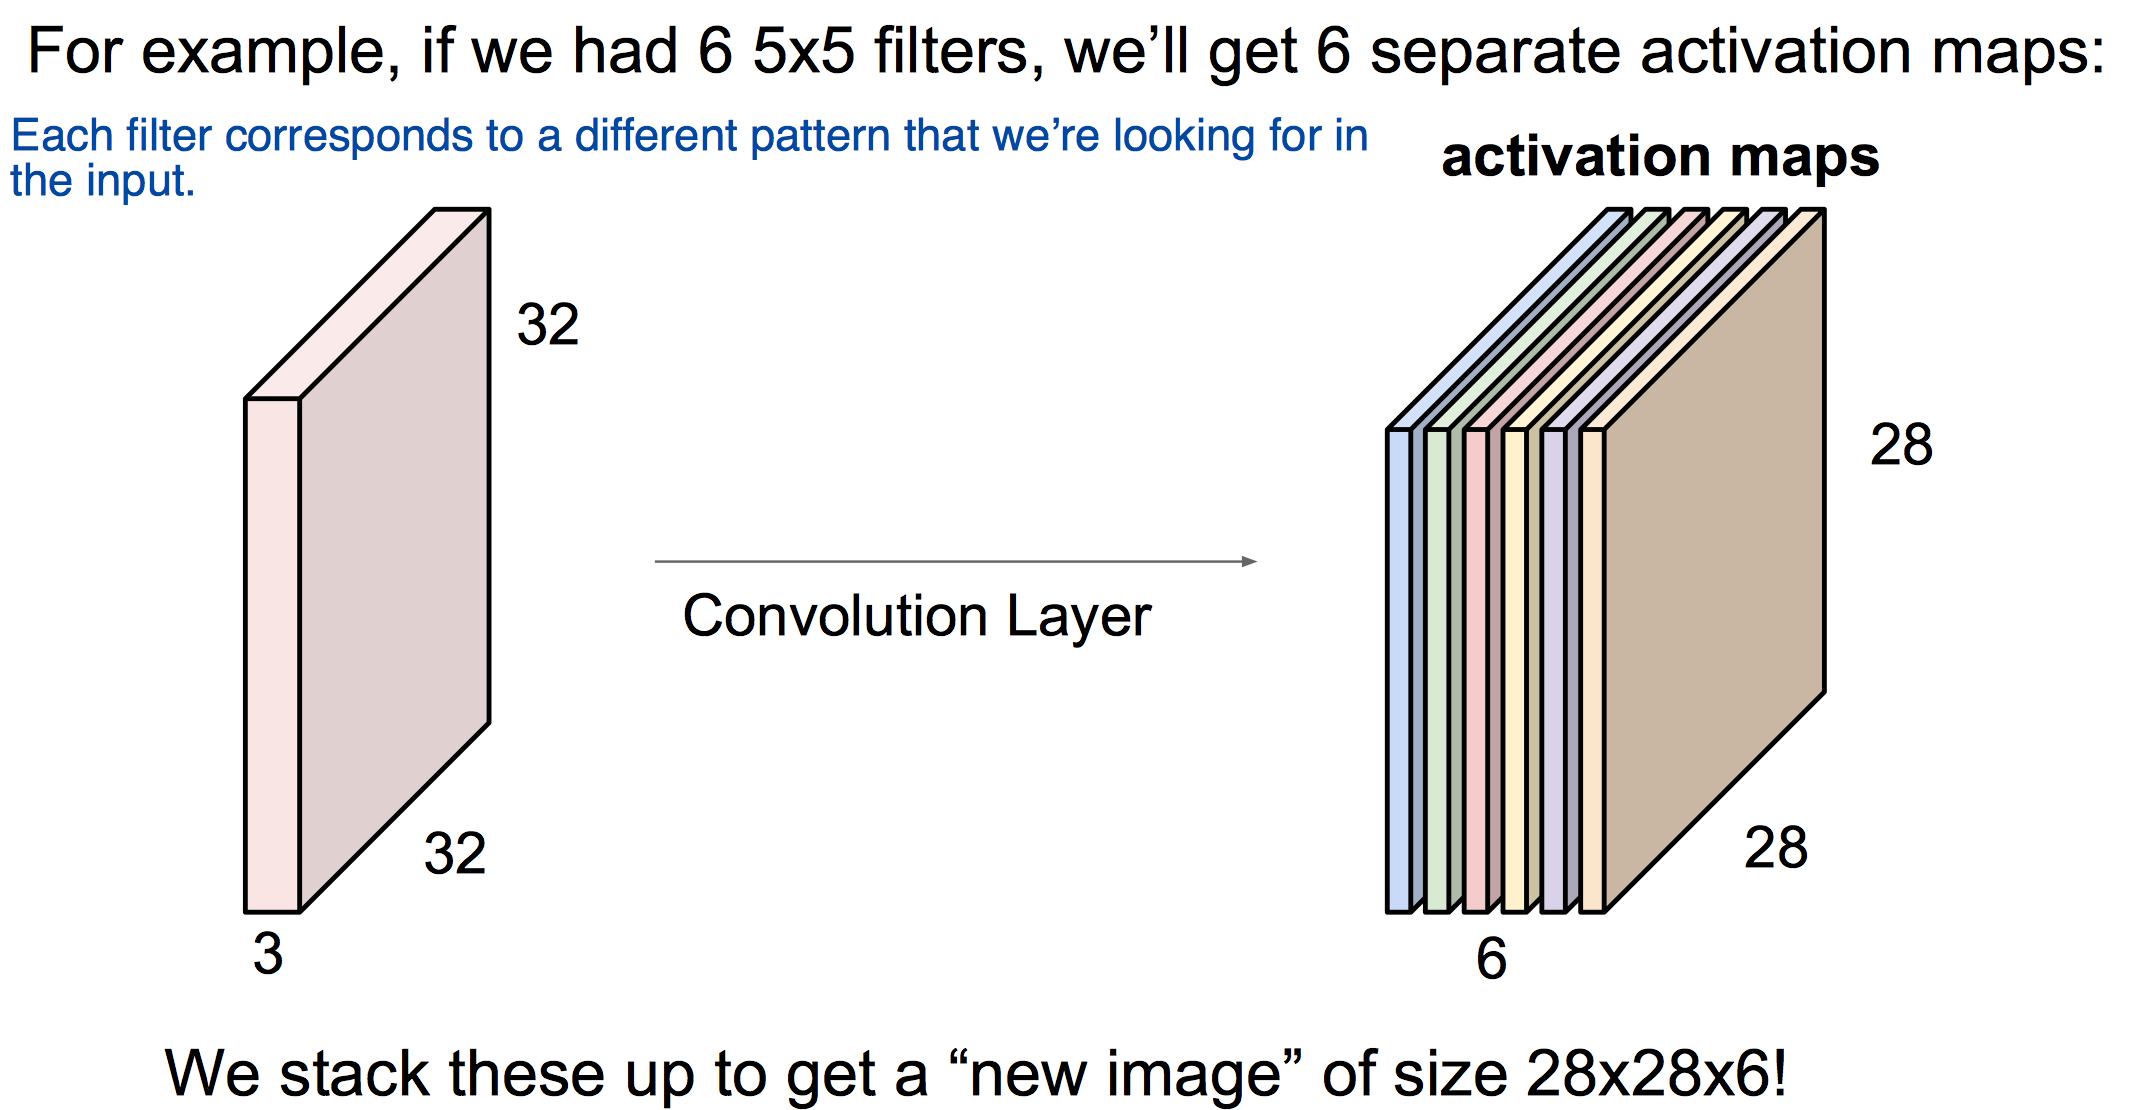 For example, if we had 6 5x5 filters, we’ll get 6 separate activation maps:
Each filter corresponds to a different pattern that we’re looking for in
the input.
activation maps
32
32
3
Convolution Layer
28
28
6
We stack these up to get a “new image” of size 28x28x6!